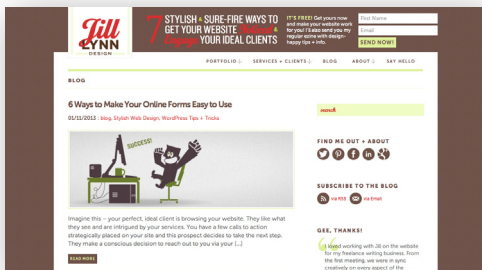 Jill
LYNN
DESIGN
7 STYLISH & SURE-FIRE WAYS TO
GET YOUR WEBSITE
Engage YOUR IDEAL CLIENTS
IT'S FREE! Get yours now
and make your website work
for you! I'll also send you my
regular ezine with design-
happy tips + info.
First Name
Email
SEND NOW!
PORTFOLIO
SERVICES + CLIENTS
BLOG
ABOUT
SAY HELLO
BLOG
6 Ways to Make Your Online Forms Easy to Use
01/11/2013 : blog, Stylish Web Design, WordPress Tips + Tricks
SUCCESS!
Imagine this – your perfect, ideal client is browsing your website. They like what
they see and are intrigued by your services. You have a few calls to action
strategically placed on your site and this prospect decides to take the next step.
They make a conscious decision to reach out to you via your [...]
READ MORE
search
FIND ME OUT + ABOUT
SUBSCRIBE TO THE BLOG
via RSS
via Email
GEE, THANKS!
I loved working with Jill on the website
for my freelance writing business. From
the first meeting, we were in sync
creatively on every aspect of the